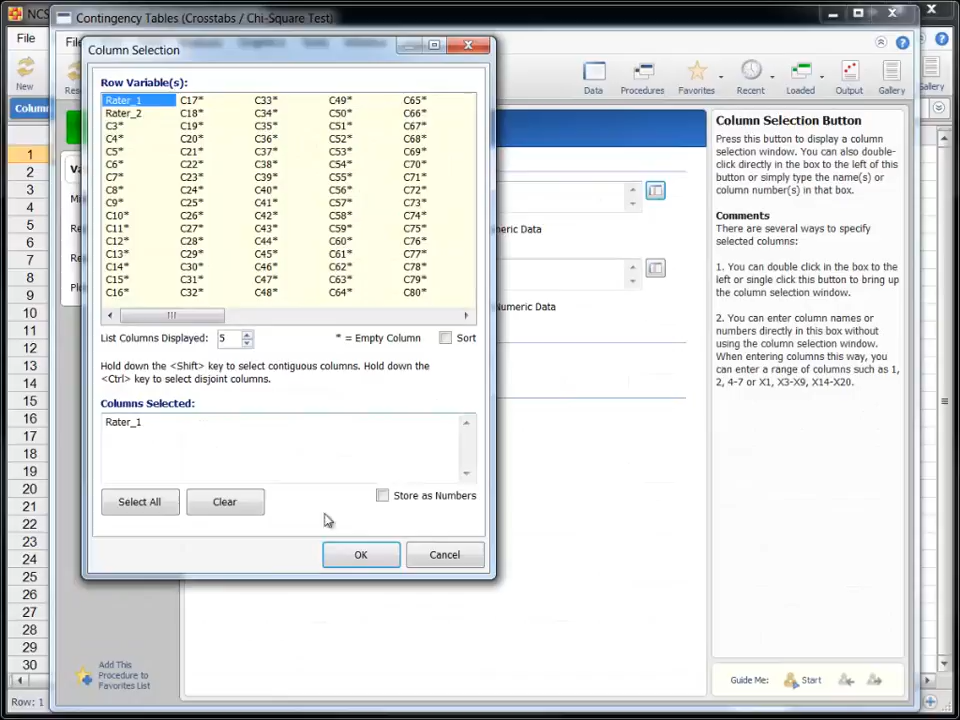 NCS
Contingency Tables (Crosstabs / Chi-Square Test)
File
Fi
Column Selection
New
Res
Data
Procedures
Favorites
Recent
Loaded
Output
Gallery
Gallery
Row Variable(s):
Rater_1 C17* C33* C49* C65*
Rater_2 C18* C34* C50* C66*
C3* C19* C35* C51* C67*
C4* C20* C36* C52* C68*
C5* C21* C37* C53* C69*
C6* C22* C38* C54* C70*
C7* C23* C39* C55* C71*
C8* C24* C40* C56* C72*
C9* C25* C41* C57* C73*
C10* C26* C42* C58* C74*
C11* C27* C43* C59* C75*
C12* C28* C44* C60* C76*
C13* C29* C45* C61* C77*
C14* C30* C46* C62* C78*
C15* C31* C47* C63* C79*
C16* C32* C48* C64* C80*
List Columns Displayed: 5
* = Empty Column
Sort
Hold down the <Shift> key to select contiguous columns. Hold down the
<Ctrl> key to select disjoint columns.
Columns Selected:
Rater_1
Select All
Clear
Store as Numbers
OK
Cancel
Colum
Va
Mi
Re
Re
Plo
1
2
3
4
5
6
7
8
9
10
11
12
13
14
15
16
17
18
19
20
21
22
23
24
25
26
27
28
29
30
Row: 1
Add This
Procedure to
Favorites List
meric Data
Numeric Data
Column Selection Button
Press this button to display a column
selection window. You can also double-
click directly in the box to the left of this
button or simply type the name(s) or
column number(s) in that box.
Comments
There are several ways to specify
selected columns:
1. You can double click in the box to the
left or single click this button to bring up
the column selection window.
2. You can enter column names or
numbers directly in this box without
using the column selection window.
When entering columns this way, you
can enter a range of columns such as 1,
2, 4-7 or X1, X3-X9, X14-X20.
Guide Me:
Start